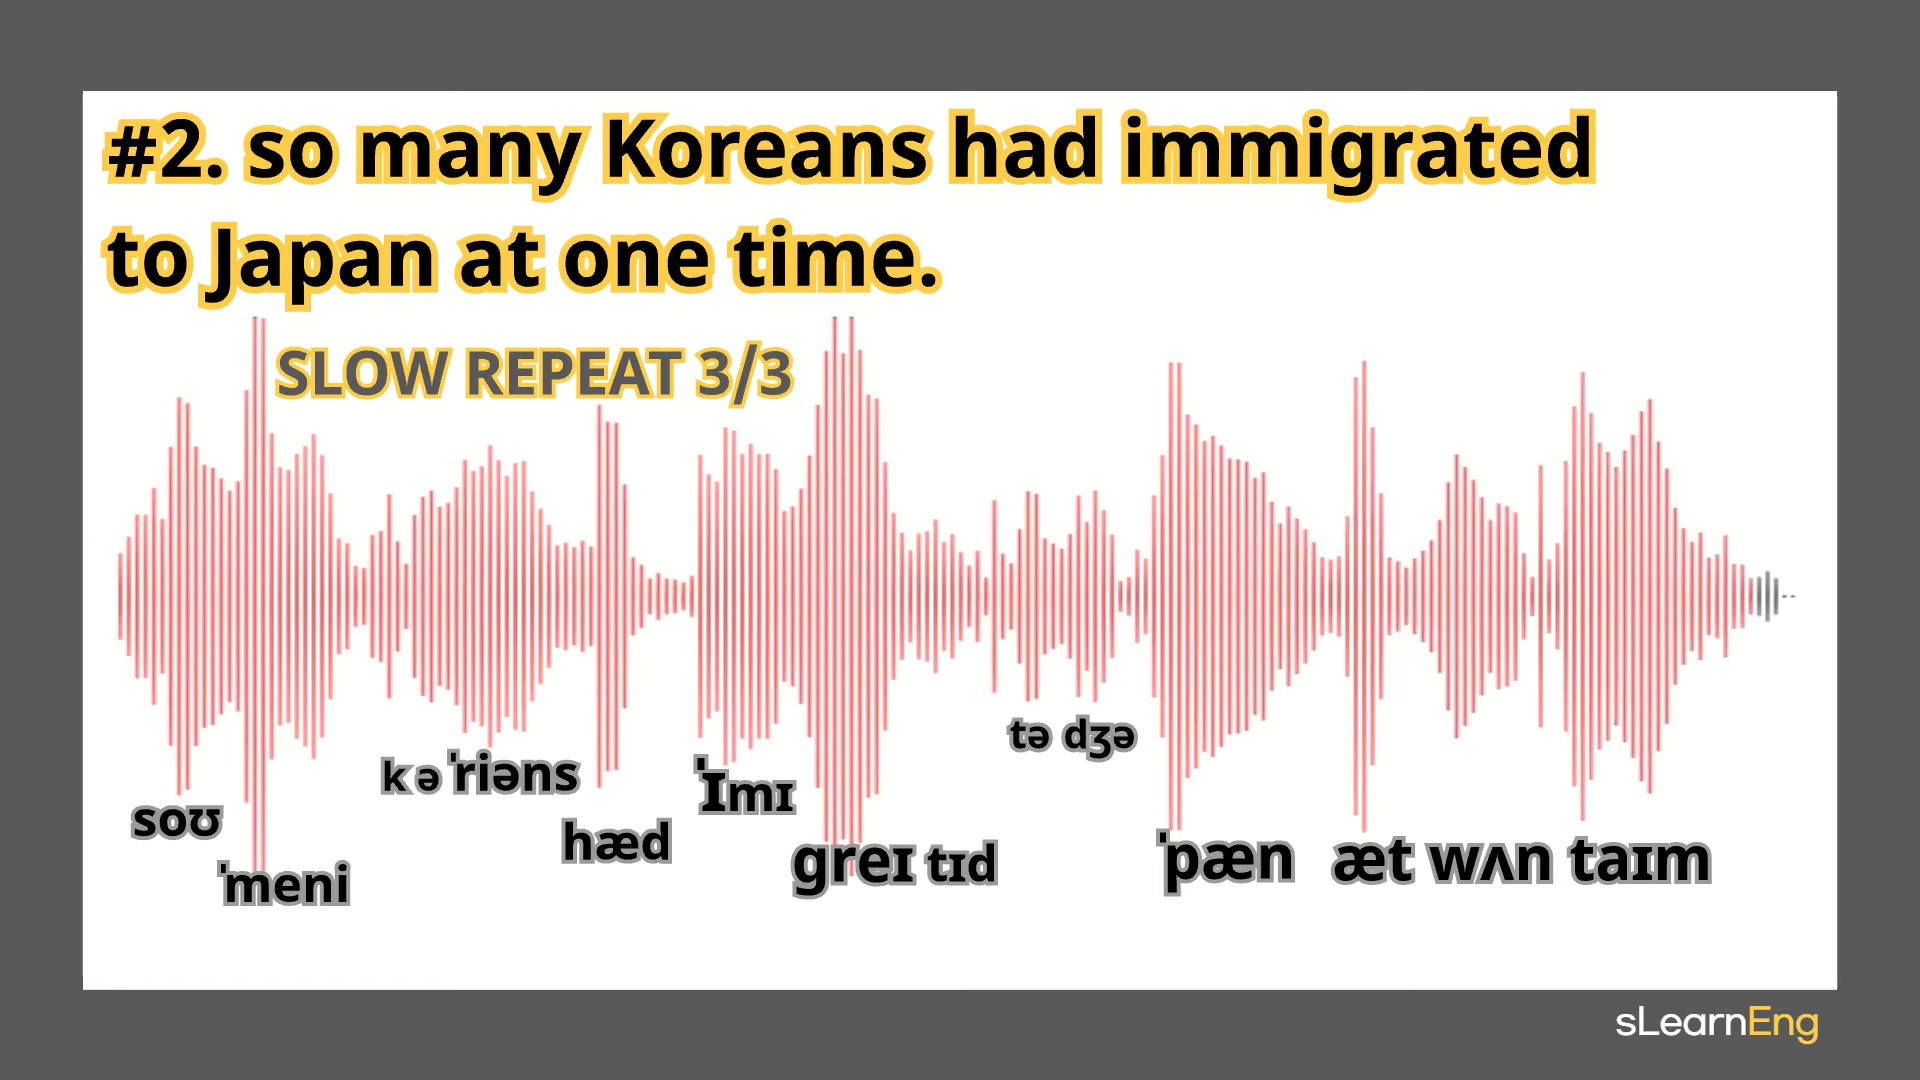 #2. so many Koreans had immigrated
to Japan at one time.
SLOW REPEAT 3/3
soʊ
ˈmeni
k ə ˈriəns
hæd
ˈɪmɪ
greɪ tɪd
tə dʒə
ˈpæn
æt wʌn taɪm
sLearnEng